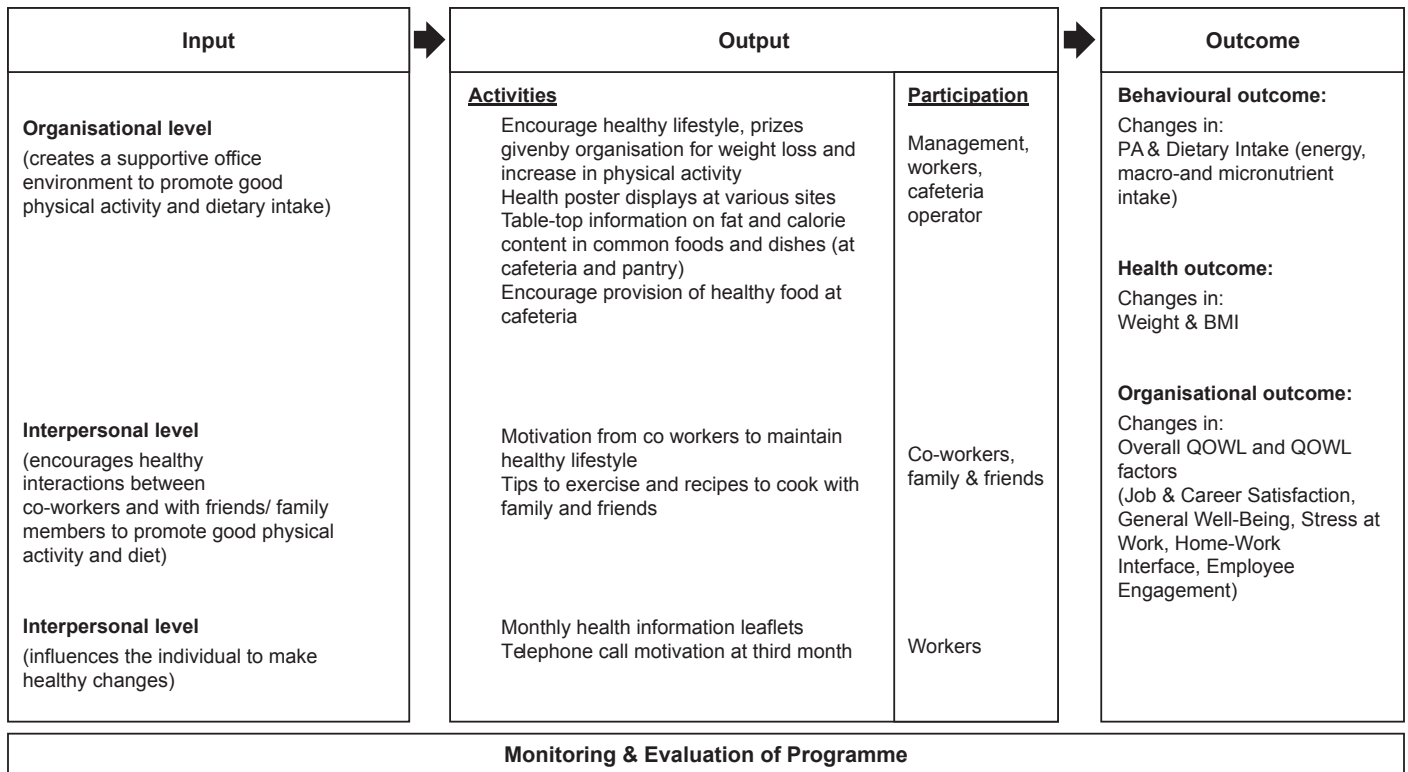 Input
Output
Outcome
Organisational level
(creates a supportive office
environment to promote good
physical activity and dietary intake)
Interpersonal level
(encourages healthy
interactions between
co-workers and with friends/ family
members to promote good physical
activity and diet)
Interpersonal level
(influences the individual to make
healthy changes)
Activities
Encourage healthy lifestyle, prizes
givenby organisation for weight loss and
increase in physical activity
Health poster displays at various sites
Table-top information on fat and calorie
content in common foods and dishes (at
cafeteria and pantry)
Encourage provision of healthy food at
cafeteria
Motivation from co workers to maintain
healthy lifestyle
Tips to exercise and recipes to cook with
family and friends
Monthly health information leaflets
Telephone call motivation at third month
Participation
Management,
workers,
cafeteria
operator
Co-workers,
family & friends
Workers
Behavioural outcome:
Changes in:
PA & Dietary Intake (energy,
macro-and micronutrient
intake)
Health outcome:
Changes in:
Weight & BMI
Organisational outcome:
Changes in:
Overall QOWL and QOWL
factors
(Job & Career Satisfaction,
General Well-Being, Stress at
Work, Home-Work
Interface, Employee
Engagement)
Monitoring & Evaluation of Programme